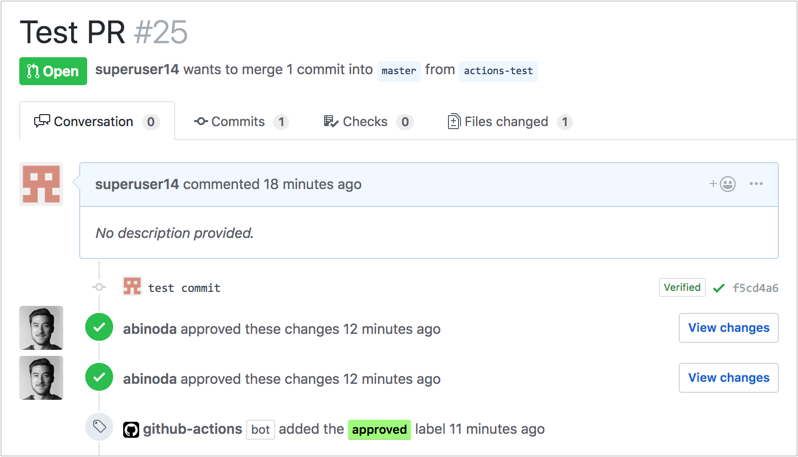 Test PR #25
Open superuser14 wants to merge 1 commit into master from actions-test
Conversation 0 Commits 1 Checks 0 Files changed 1
superuser14 commented 18 minutes ago
No description provided.
test commit Verified f5cd4a6
abinoda approved these changes 12 minutes ago View changes
abinoda approved these changes 12 minutes ago View changes
github-actions bot added the approved label 11 minutes ago